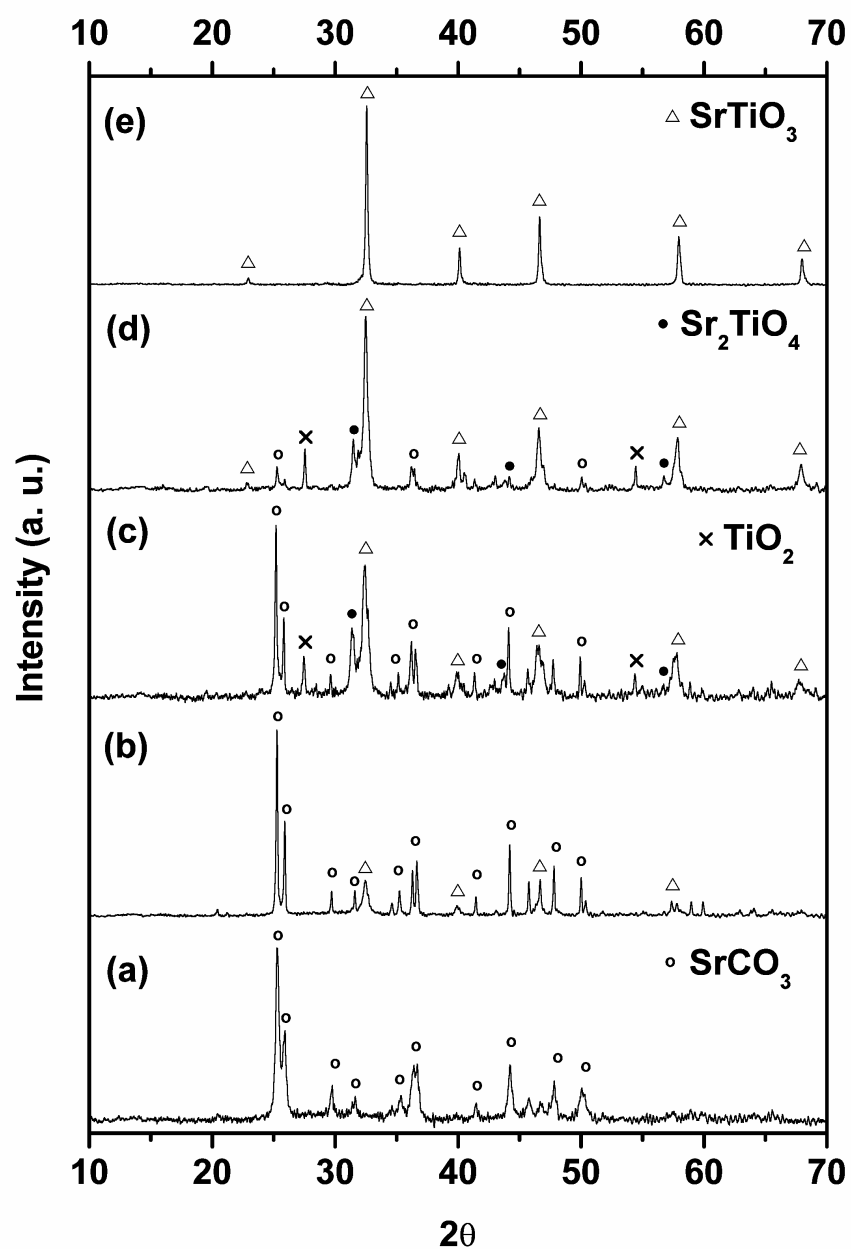 10 20 30 40 50 60 70
(e) △ SrTiO₃
(d) ● Sr₂TiO₄
(c) × TiO₂
(b)
(a) o SrCO₃
Intensity (a. u.)
10 20 30 40 50 60 70
2θ